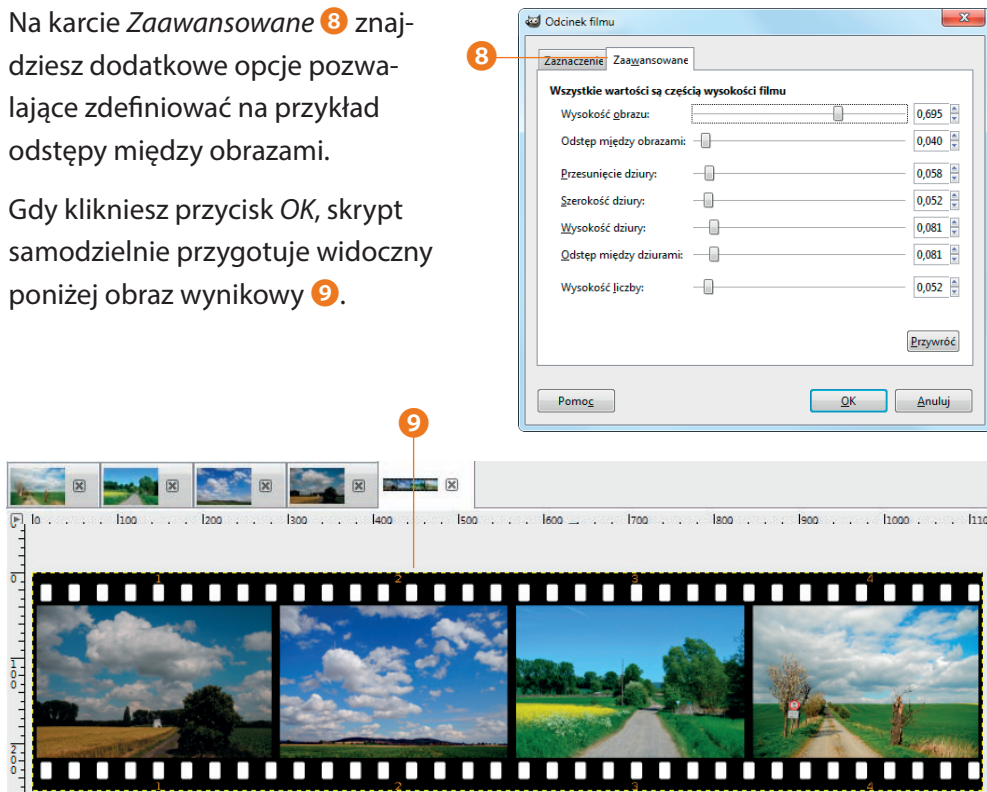 Na karcie Zaawansowane 8 znaj-
dziesz dodatkowe opcje pozwa-
lające zdefiniować na przykład
odstępy między obrazami.
Gdy klikniesz przycisk OK, skrypt
samodzielnie przygotuje widoczny
poniżej obraz wynikowy 9.
8
Odcinek filmu
Zaznaczenie Zaawansowane
Wszystkie wartości są częścią wysokości filmu
Wysokość obrazu: 0,695
Odstęp między obrazami: 0,040
Przesunięcie dziury: 0,058
Szerokość dziury: 0,052
Wysokość dziury: 0,081
Odstęp między dziurami: 0,081
Wysokość liczby: 0,052
Przywróć
Pomoc OK Anuluj
9
0 100 200 300 400 500 600 700 800 900 1000 110
0
100
200
1 2 3 4
1 2 3 4